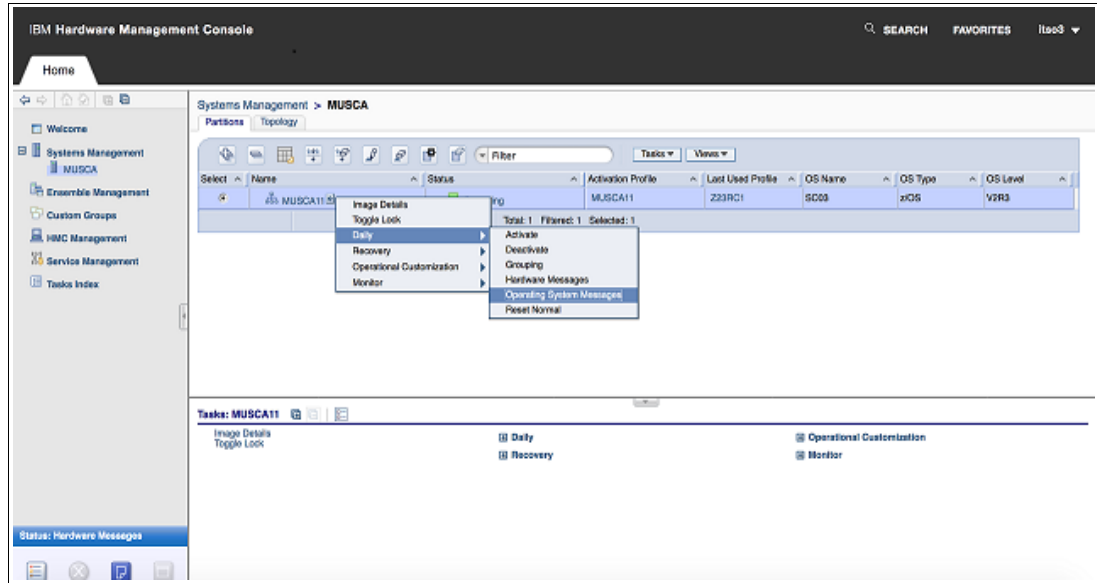 IBM Hardware Management Console
SEARCH FAVORITES itso3
Home
Systems Management > MUSCA
Partitions Topology
Welcome
Systems Management
MUSCA
Ensemble Management
Custom Groups
HMC Management
Service Management
Tasks Index
Filter Tasks Views
Select Name Status Activation Profile Last Used Profile OS Name OS Type OS Level
MUSCA11 ing MUSCA11 Z23RC1 SC03 z/OS V2R3
Total: 1 Filtered: 1 Selected: 1
Image Details
Toggle Lock
Daily
Recovery
Operational Customization
Monitor
Activate
Deactivate
Grouping
Hardware Messages
Operating System Messages
Reset Normal
Tasks: MUSCA11
Image Details
Toggle Lock
Daily
Recovery
Operational Customization
Monitor
Status: Hardware Messages